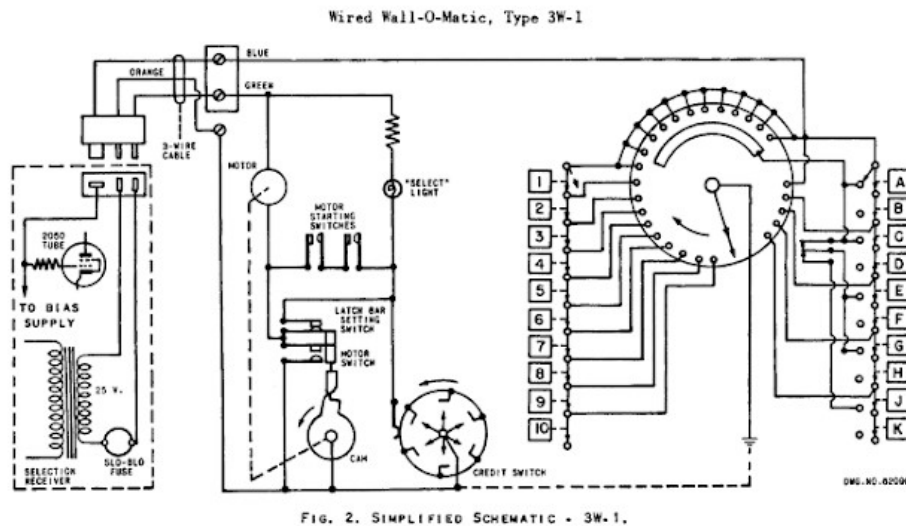 Wired Wall-O-Matic, Type 3W-1
BLUE
ORANGE
GREEN
3-WIRE
CABLE
MOTOR
"SELECT"
LIGHT
MOTOR
STARTING
SWITCHES
2050
TUBE
TO BIAS
SUPPLY
LATCH BAR
SETTING
SWITCH
MOTOR
SWITCH
25 V.
SLO-BLO
FUSE
SELECTION
RECEIVER
CAM
CREDIT SWITCH
1
2
3
4
5
6
7
8
9
10
A
B
C
D
E
F
G
H
J
K
FIG. 2. SIMPLIFIED SCHEMATIC - 3W-1.